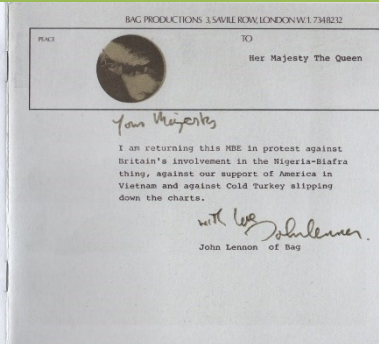 BAG PRODUCTIONS 3, SAVILE ROW, LONDON W.1. 7348232
PEACE
TO
Her Majesty The Queen
Your Majesty
I am returning this MBE in protest against
Britain's involvement in the Nigeria-Biafra
thing, against our support of America in
Vietnam and against Cold Turkey slipping
down the charts.
with love
John Lennon
John Lennon of Bag